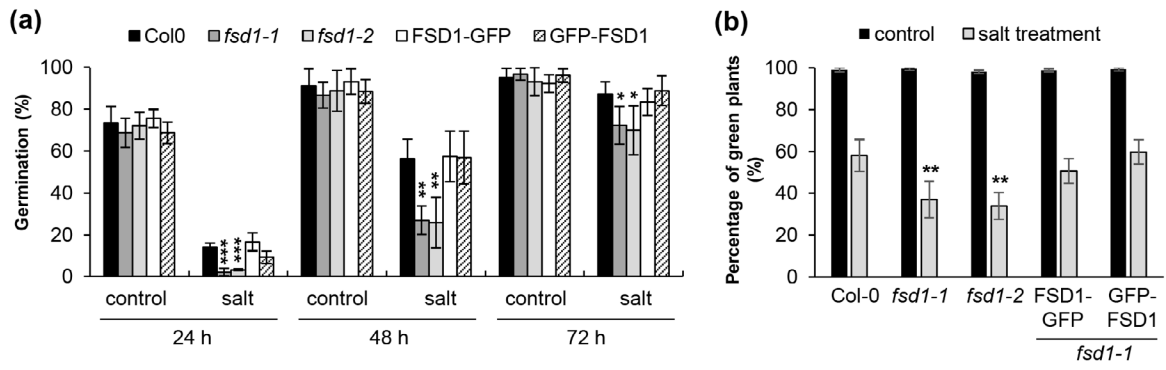 (a)
Col0 fsd1-1 fsd1-2 FSD1-GFP GFP-FSD1
Germination (%)
100
80
60
40
20
0
*** ***
** **
* *
control salt control salt control salt
24 h 48 h 72 h
(b)
control salt treatment
Percentage of green plants
(%)
100
80
60
40
20
0
** **
Col-0 fsd1-1 fsd1-2 FSD1- GFP-
GFP FSD1
fsd1-1